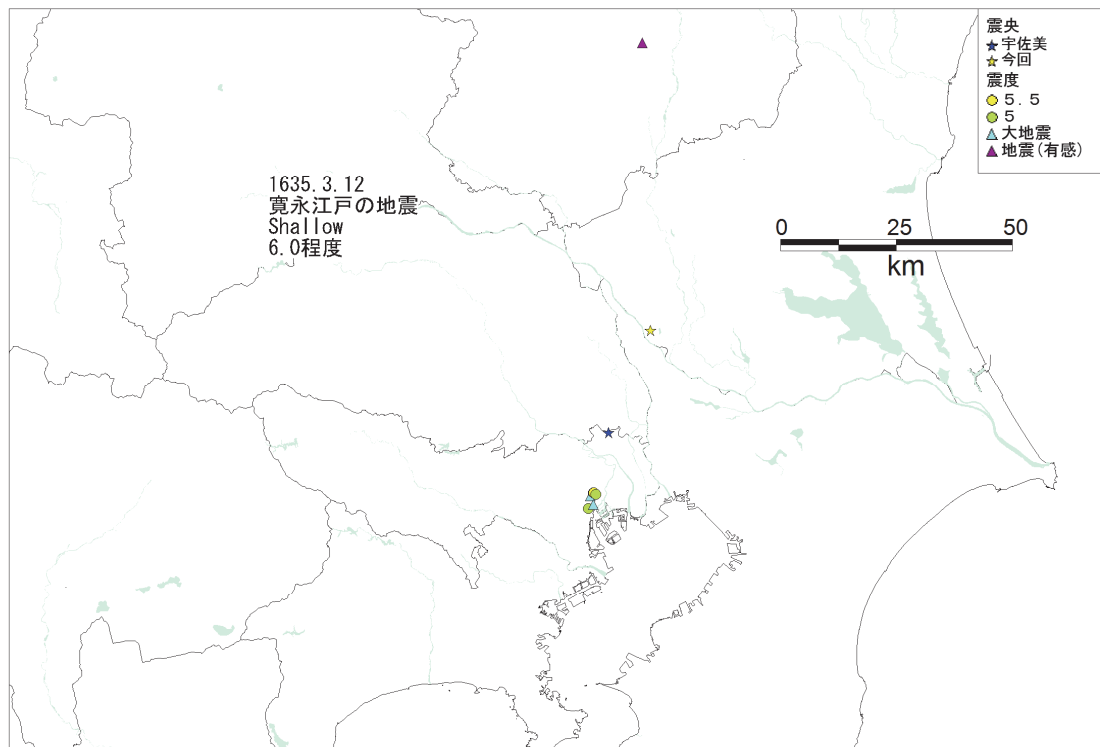 震央
宇佐美
今回
震度
５．５
５
大地震
地震(有感)
1635.3.12
寛永江戸の地震
Shallow
6.0程度
0 25 50
km